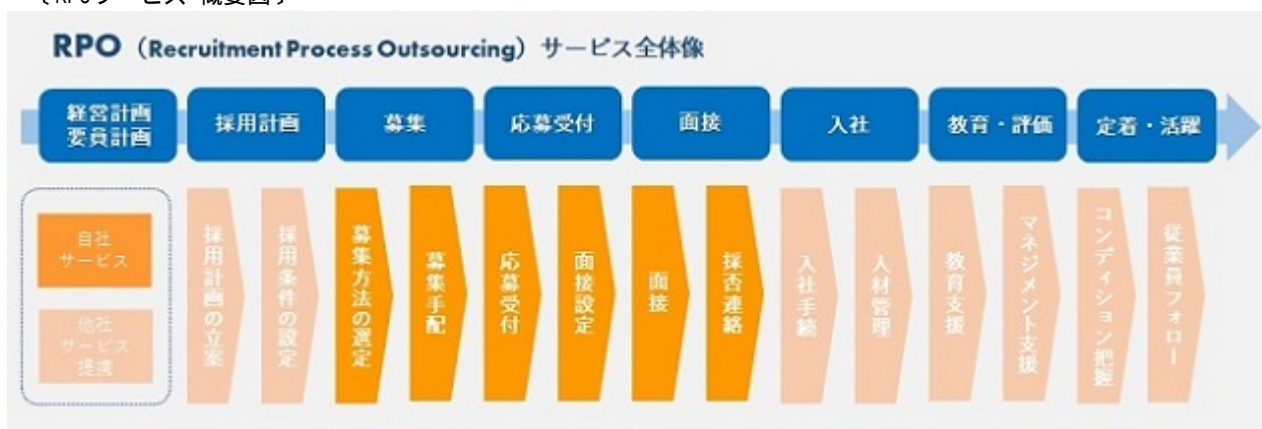 RPO (Recruitment Process Outsourcing) サービス全体像
経営計画
要員計画
採用計画
募集
応募受付
面接
入社
教育・評価
定着・活躍
自社
サービス
他社
サービス
提携
採用計画の立案
採用条件の設定
募集方法の選定
募集手配
応募受付
面接設定
面接
採否連絡
入社手続
人材管理
教育支援
マネジメント支援
コンディション把握
従業員フォロー